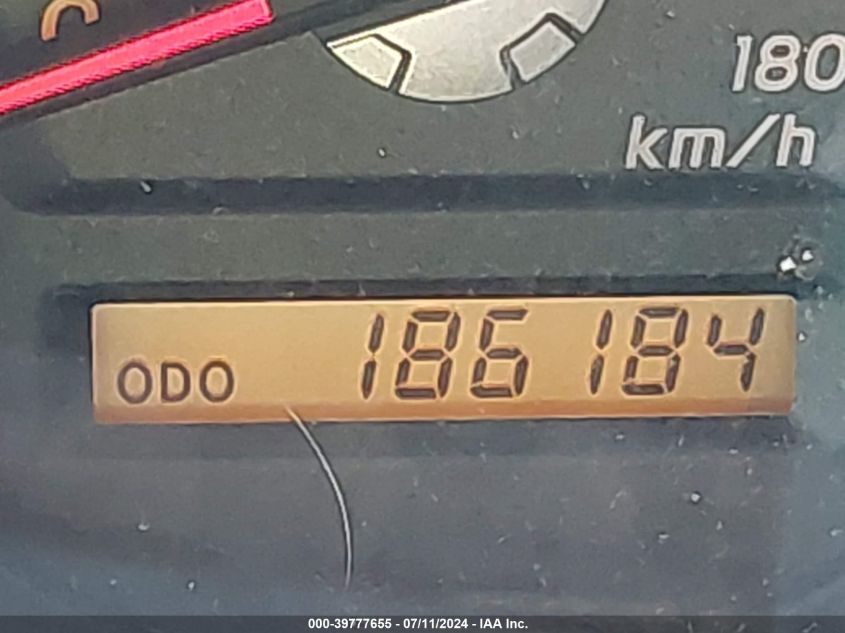 180
km/h
ODO 186184
000-39777655 - 07/11/2024 - IAA Inc.